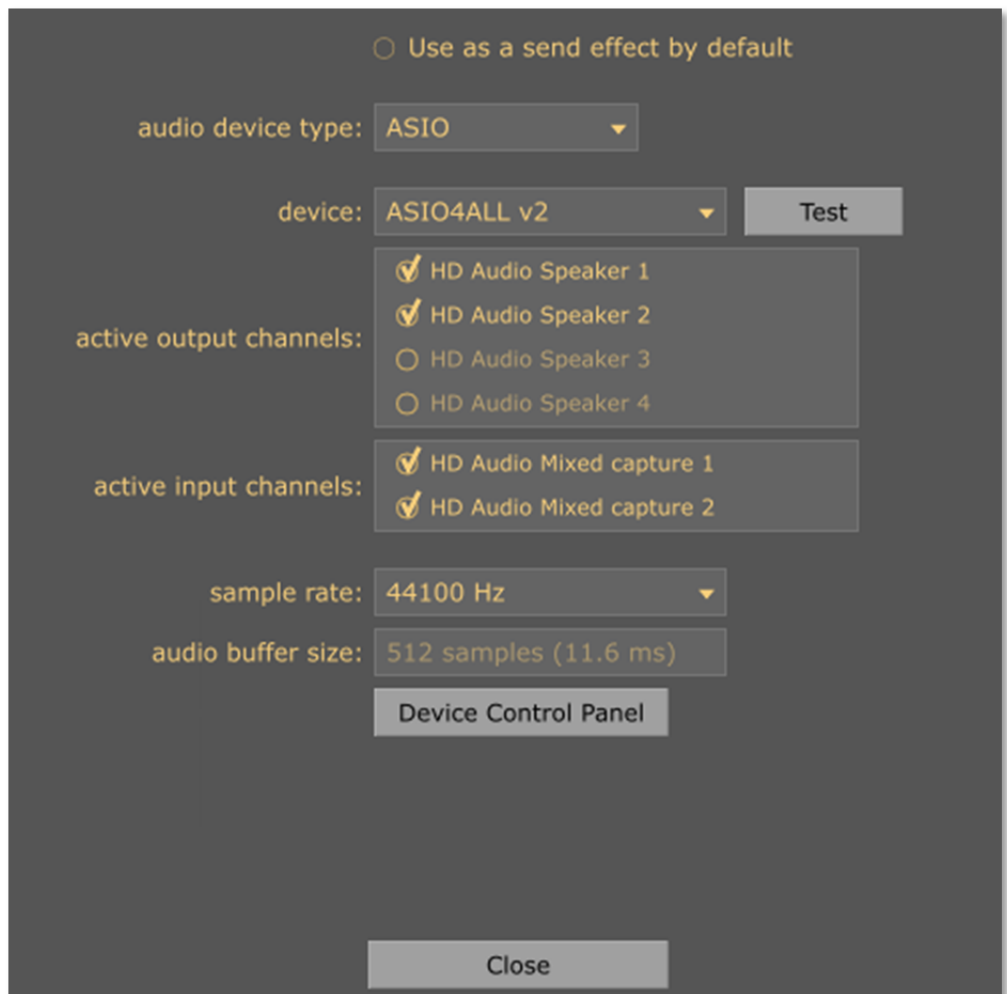 Use as a send effect by default
audio device type: ASIO
device: ASIO4ALL v2 Test
HD Audio Speaker 1
HD Audio Speaker 2
active output channels:
HD Audio Speaker 3
HD Audio Speaker 4
HD Audio Mixed capture 1
active input channels:
HD Audio Mixed capture 2
sample rate: 44100 Hz
audio buffer size: 512 samples (11.6 ms)
Device Control Panel
Close